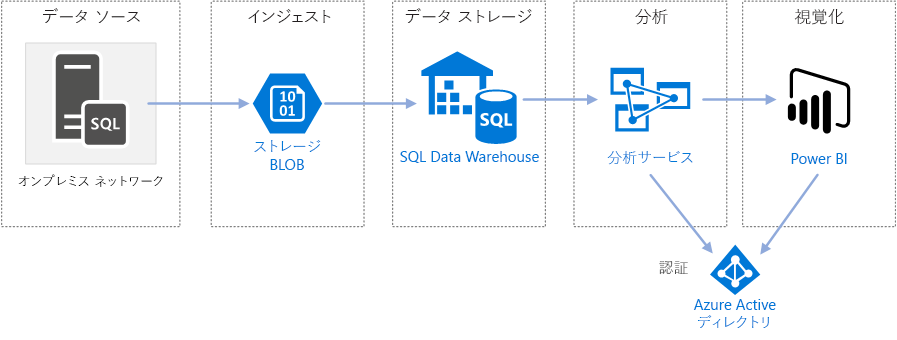 データ ソース
インジェスト
データ ストレージ
分析
視覚化
SQL
オンプレミス ネットワーク
10
01
ストレージ
BLOB
SQL
SQL Data Warehouse
分析サービス
Power BI
認証
Azure Active
ディレクトリ